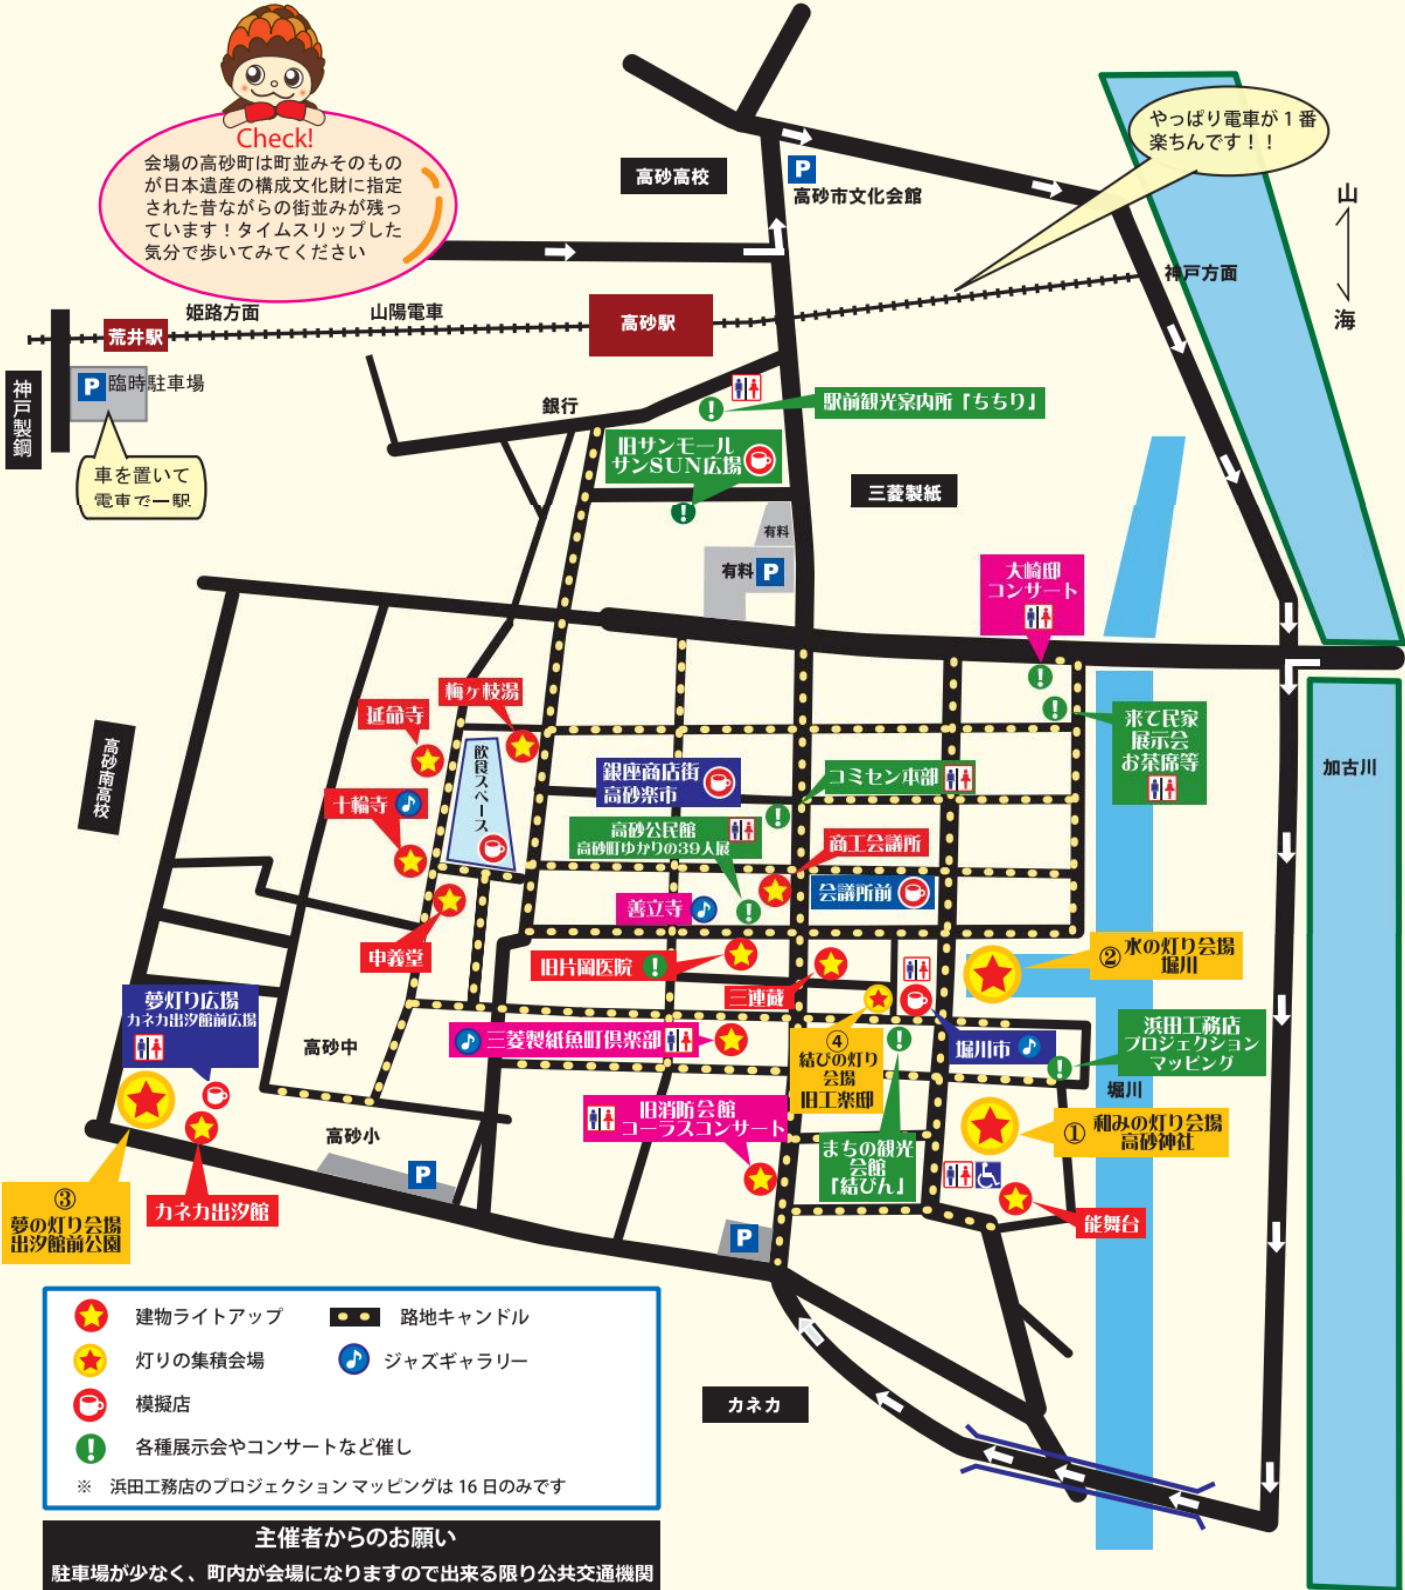 Check!
会場の高砂町は町並みそのもの
が日本遺産の構成文化財に指定
された昔ながらの街並みが残っ
ています！タイムスリップした
気分で歩いてみてください
やっぱり電車が１番
楽ちんです！！
高砂高校
P
高砂市文化会館
山
海
神戸方面
姫路方面
山陽電車
高砂駅
荒井駅
神戸製鋼
P
臨時駐車場
車を置いて
電車で一駅
銀行
駅前観光案内所「ちちり」
旧サンモール
サンSUN広場
三菱製紙
有料
有料
P
大崎邸
コンサート
梅ヶ枝湯
延命寺
飲食スペース
銀座商店街
高砂楽市
コミセン本部
来て民家
展示会
お茶席等
加古川
高砂南高校
十輪寺
高砂公民館
高砂町ゆかりの39人展
商工会議所
会議所前
善立寺
申義堂
旧片岡医院
三連蔵
②水の灯り会場
堀川
夢灯り広場
カネカ出汐館前広場
三菱製紙魚町倶楽部
④
結びの灯り
会場
旧工楽邸
堀川市
浜田工務店
プロジェクション
マッピング
高砂中
堀川
旧消防会館
コーラスコンサート
まちの観光
会館
「結びん」
① 和みの灯り会場
高砂神社
高砂小
P
③
夢の灯り会場
出汐館前公園
カネカ出汐館
能舞台
P
建物ライトアップ
路地キャンドル
灯りの集積会場
ジャズギャラリー
模擬店
各種展示会やコンサートなど催し
※ 浜田工務店のプロジェクション マッピングは 16 日のみです
カネカ
主催者からのお願い
駐車場が少なく、町内が会場になりますので出来る限り公共交通機関